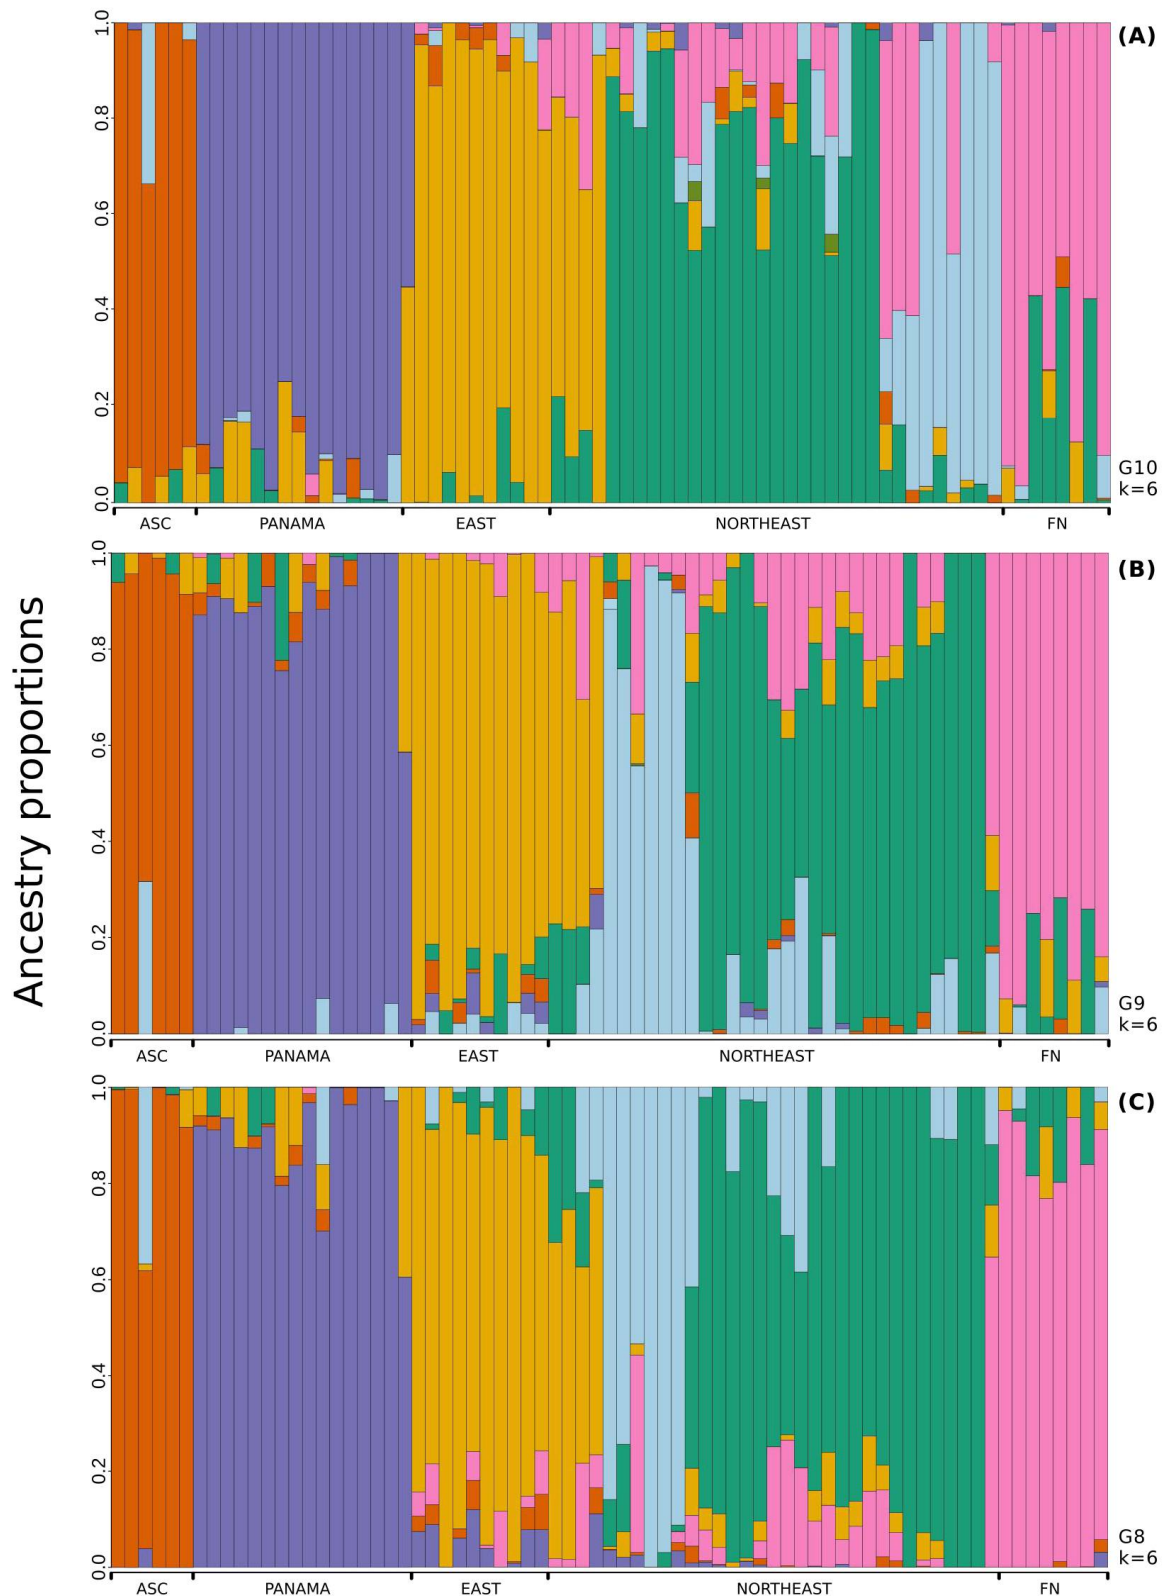 Ancestry proportions
1.0
0.8
0.6
0.4
0.2
0.0
(A)
G10
k=6
ASC PANAMA EAST NORTHEAST FN
1.0
0.8
0.6
0.4
0.2
0.0
(B)
G9
k=6
ASC PANAMA EAST NORTHEAST FN
1.0
0.8
0.6
0.4
0.2
0.0
(C)
G8
k=6
ASC PANAMA EAST NORTHEAST FN